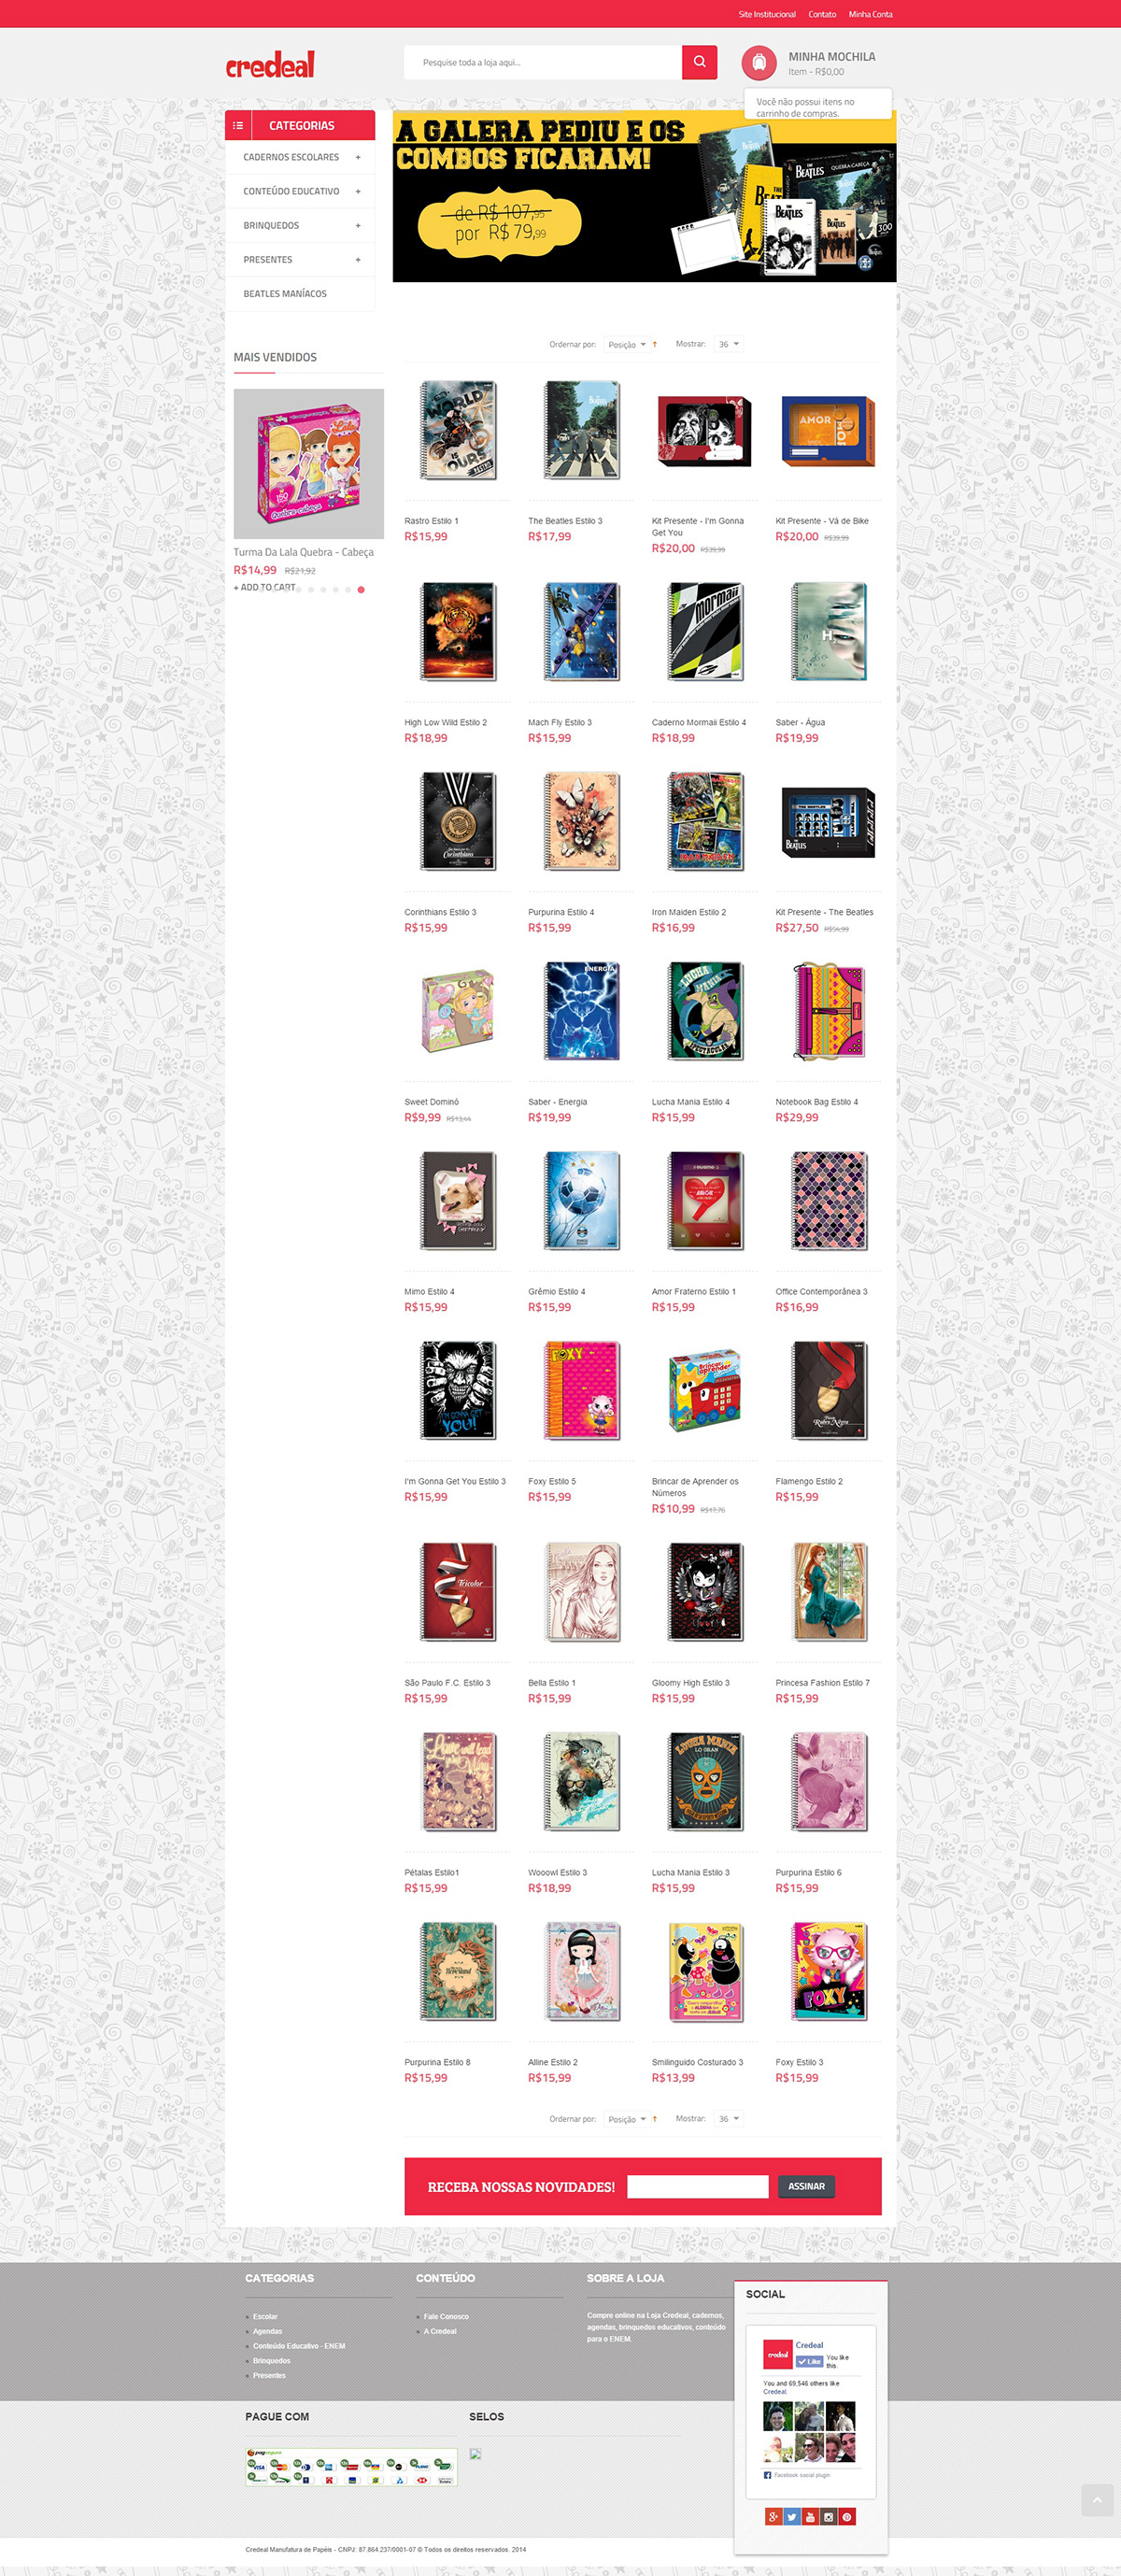 Site Institucional Contato Minha Conta
credeal
Pesquise toda a loja aqui...
MINHA MOCHILA
Item - R$0,00
Você não possui itens no
carrinho de compras.
CATEGORIAS
CADERNOS ESCOLARES +
CONTEÚDO EDUCATIVO +
BRINQUEDOS +
PRESENTES +
BEATLES MANÍACOS
A GALERA PEDIU E OS
COMBOS FICARAM!
de R$ 107,95
por R$ 79,99
MAIS VENDIDOS
Turma Da Lala Quebra - Cabeça
R$14,99 R$21,92
+ ADD TO CART
Ordernar por: Posição Mostrar: 36
Rastro Estilo 1
R$15,99
The Beatles Estilo 3
R$17,99
Kit Presente - I'm Gonna
Get You
R$20,00 R$39,99
Kit Presente - Vá de Bike
R$20,00 R$39,99
High Low Wild Estilo 2
R$18,99
Mach Fly Estilo 3
R$15,99
Caderno Mormaii Estilo 4
R$18,99
Saber - Água
R$19,99
Corinthians Estilo 3
R$15,99
Purpurina Estilo 4
R$15,99
Iron Maiden Estilo 2
R$16,99
Kit Presente - The Beatles
R$27,50 R$54,99
Sweet Dominó
R$9,99 R$13,44
Saber - Energia
R$19,99
Lucha Mania Estilo 4
R$15,99
Notebook Bag Estilo 4
R$29,99
Mimo Estilo 4
R$15,99
Grêmio Estilo 4
R$15,99
Amor Fraterno Estilo 1
R$15,99
Office Contemporânea 3
R$16,99
I'm Gonna Get You Estilo 3
R$15,99
Foxy Estilo 5
R$15,99
Brincar de Aprender os
Números
R$10,99 R$17,76
Flamengo Estilo 2
R$15,99
São Paulo F.C. Estilo 3
R$15,99
Bella Estilo 1
R$15,99
Gloomy High Estilo 3
R$15,99
Princesa Fashion Estilo 7
R$15,99
Pétalas Estilo1
R$15,99
Wooowl Estilo 3
R$18,99
Lucha Mania Estilo 3
R$15,99
Purpurina Estilo 6
R$15,99
Purpurina Estilo 8
R$15,99
Alline Estilo 2
R$15,99
Smilinguido Costurado 3
R$13,99
Foxy Estilo 3
R$15,99
Ordernar por: Posição Mostrar: 36
RECEBA NOSSAS NOVIDADES! ASSINAR
CATEGORIAS
Escolar
Agendas
Conteúdo Educativo - ENEM
Brinquedos
Presentes
CONTEÚDO
Fale Conosco
A Credeal
SOBRE A LOJA
Compre online na Loja Credeal, cadernos,
agendas, brinquedos educativos, conteúdo
para o ENEM.
SOCIAL
credeal
Credeal
Like You like
this.
You and 69,546 others like
Credeal.
Facebook social plugin
PAGUE COM
SELOS
Credeal Manufatura de Papéis - CNPJ: 87.864.237/0001-07 © Todos os direitos reservados. 2014